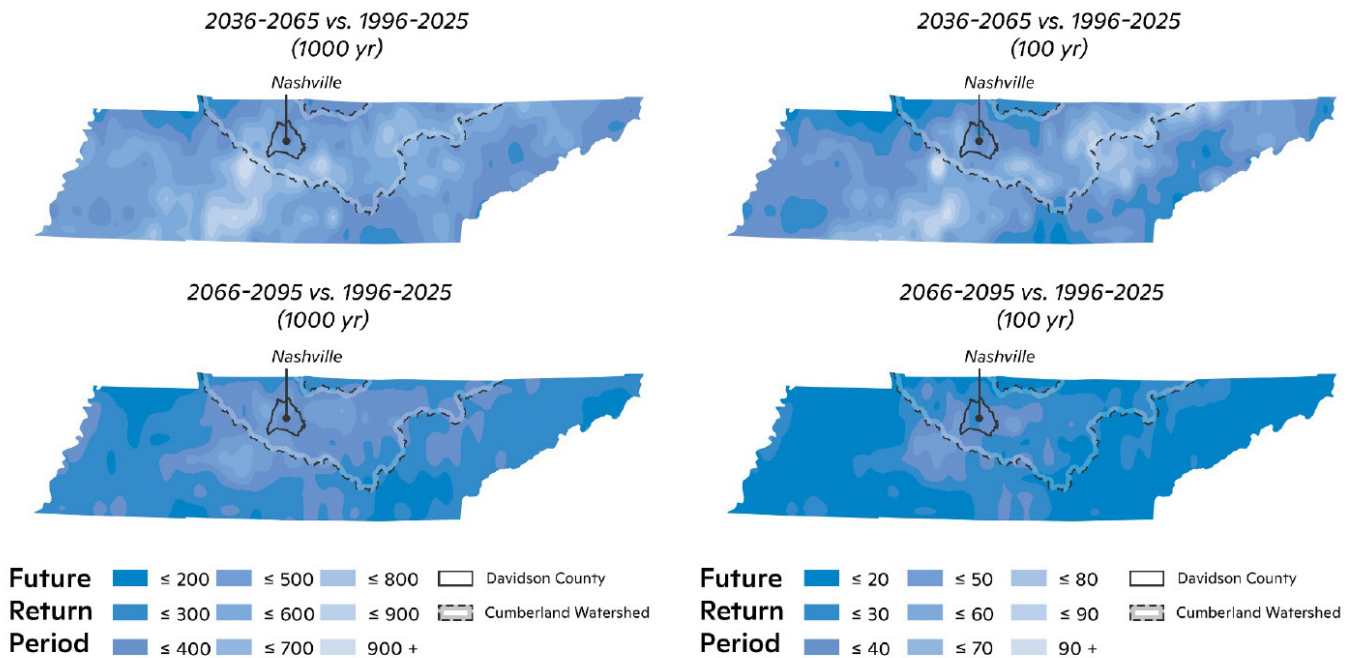 2036-2065 vs. 1996-2025
(1000 yr)
Nashville
2036-2065 vs. 1996-2025
(100 yr)
Nashville
2066-2095 vs. 1996-2025
(1000 yr)
Nashville
2066-2095 vs. 1996-2025
(100 yr)
Nashville
Future ≤ 200 ≤ 500 ≤ 800 Davidson County
Return ≤ 300 ≤ 600 ≤ 900 Cumberland Watershed
Period ≤ 400 ≤ 700 900 +
Future ≤ 20 ≤ 50 ≤ 80 Davidson County
Return ≤ 30 ≤ 60 ≤ 90 Cumberland Watershed
Period ≤ 40 ≤ 70 90 +